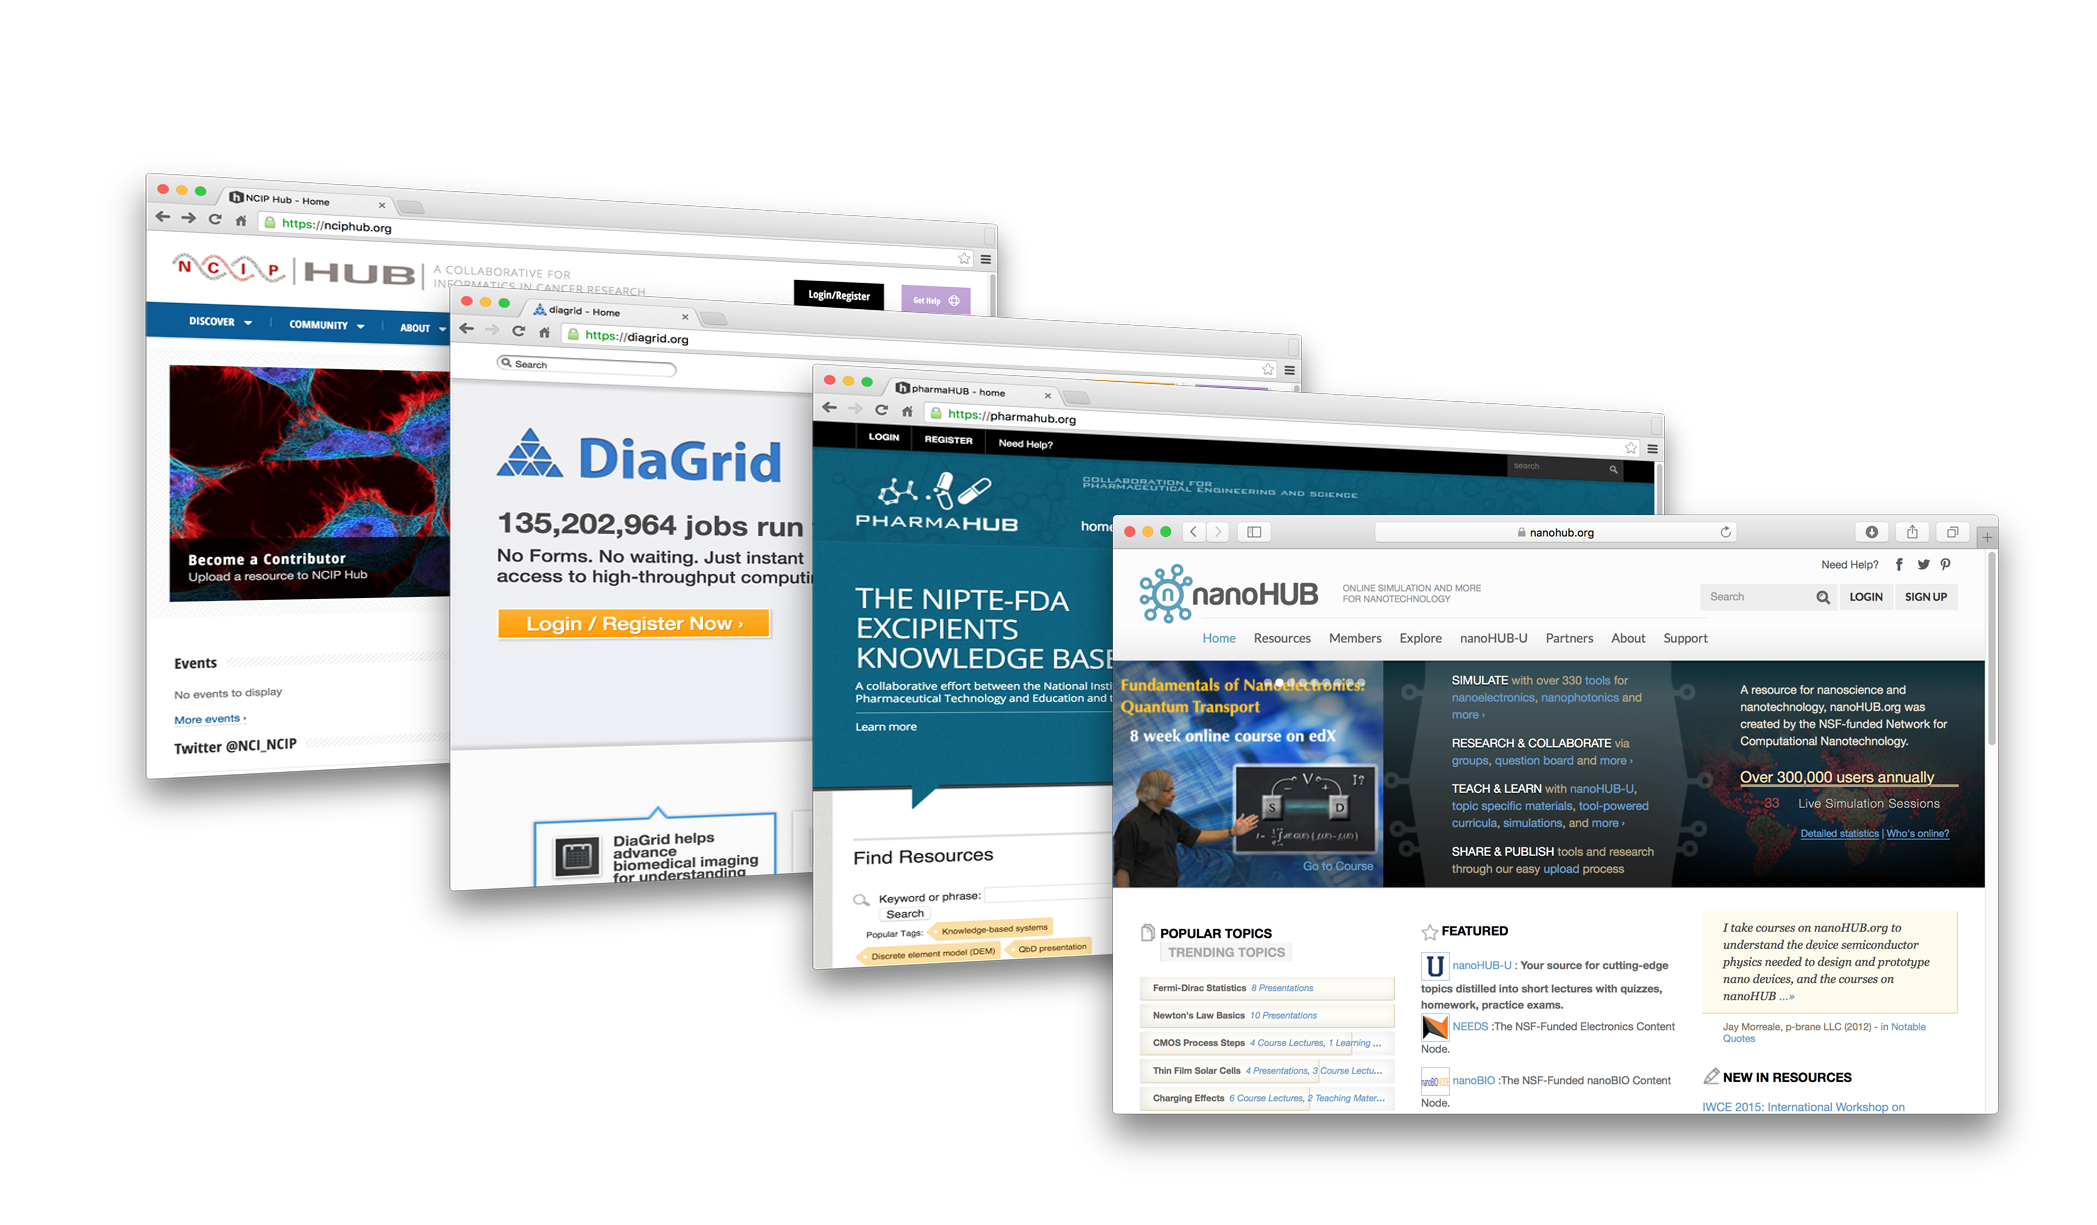 NCIP Hub - Home
https://nciphub.org
NCIP HUB
A COLLABORATIVE FOR
INFORMATICS IN CANCER RESEARCH
Login/Register
Get Help
DISCOVER
COMMUNITY
ABOUT
Become a Contributor
Upload a resource to NCIP Hub
Events
No events to display
More events ›
Twitter @NCI_NCIP
diagrid - Home
https://diagrid.org
Search
DiaGrid
135,202,964 jobs run
No Forms. No waiting. Just instant
access to high-throughput
Login / Register Now ›
DiaGrid helps
advance
biomedical imaging
for understanding
pharmaHUB - home
https://pharmahub.org
LOGIN
REGISTER
Need Help?
search
PHARMAHUB
COLLABORATION FOR
PHARMACEUTICAL ENGINEERING AND SCIENCE
home
THE NIPTE-FDA
EXCIPIENTS
KNOWLEDGE BASE
A collaborative effort between the National
Pharmaceutical Technology and Education and
Learn more
Find Resources
Keyword or phrase:
Search
Popular Tags:
Knowledge-based systems
Discrete element model (DEM)
QbD presentation
nanohub.org
Need Help?
nanoHUB
ONLINE SIMULATION AND MORE
FOR NANOTECHNOLOGY
Search
LOGIN
SIGN UP
Home Resources Members Explore nanoHUB-U Partners About Support
Fundamentals of Nanoelectronics:
Quantum Transport
8 week online course on edX
V
I?
S
D
Go to Course
SIMULATE with over 330 tools for
nanoelectronics, nanophotonics and
more ›
RESEARCH & COLLABORATE via
groups, question board and more ›
TEACH & LEARN with nanoHUB-U,
topic specific materials, tool-powered
curricula, simulations, and more ›
SHARE & PUBLISH tools and research
through our easy upload process
A resource for nanoscience and
nanotechnology, nanoHUB.org was
created by the NSF-funded Network for
Computational Nanotechnology.
Over 300,000 users annually
33 Live Simulation Sessions
Detailed statistics | Who's online?
POPULAR TOPICS
TRENDING TOPICS
Fermi-Dirac Statistics 8 Presentations
Newton's Law Basics 10 Presentations
CMOS Process Steps 4 Course Lectures, 1 Learning ...
Thin Film Solar Cells 4 Presentations, 3 Course Lectu...
Charging Effects 6 Course Lectures, 2 Teaching Mater...
FEATURED
U
nanoHUB-U : Your source for cutting-edge
topics distilled into short lectures with quizzes,
homework, practice exams.
NEEDS :The NSF-Funded Electronics Content
Node.
nanoBIO :The NSF-Funded nanoBIO Content
Node.
I take courses on nanoHUB.org to
understand the device semiconductor
physics needed to design and prototype
nano devices, and the courses on
nanoHUB ...»
Jay Morreale, p-brane LLC (2012) - in Notable
Quotes
NEW IN RESOURCES
IWCE 2015: International Workshop on